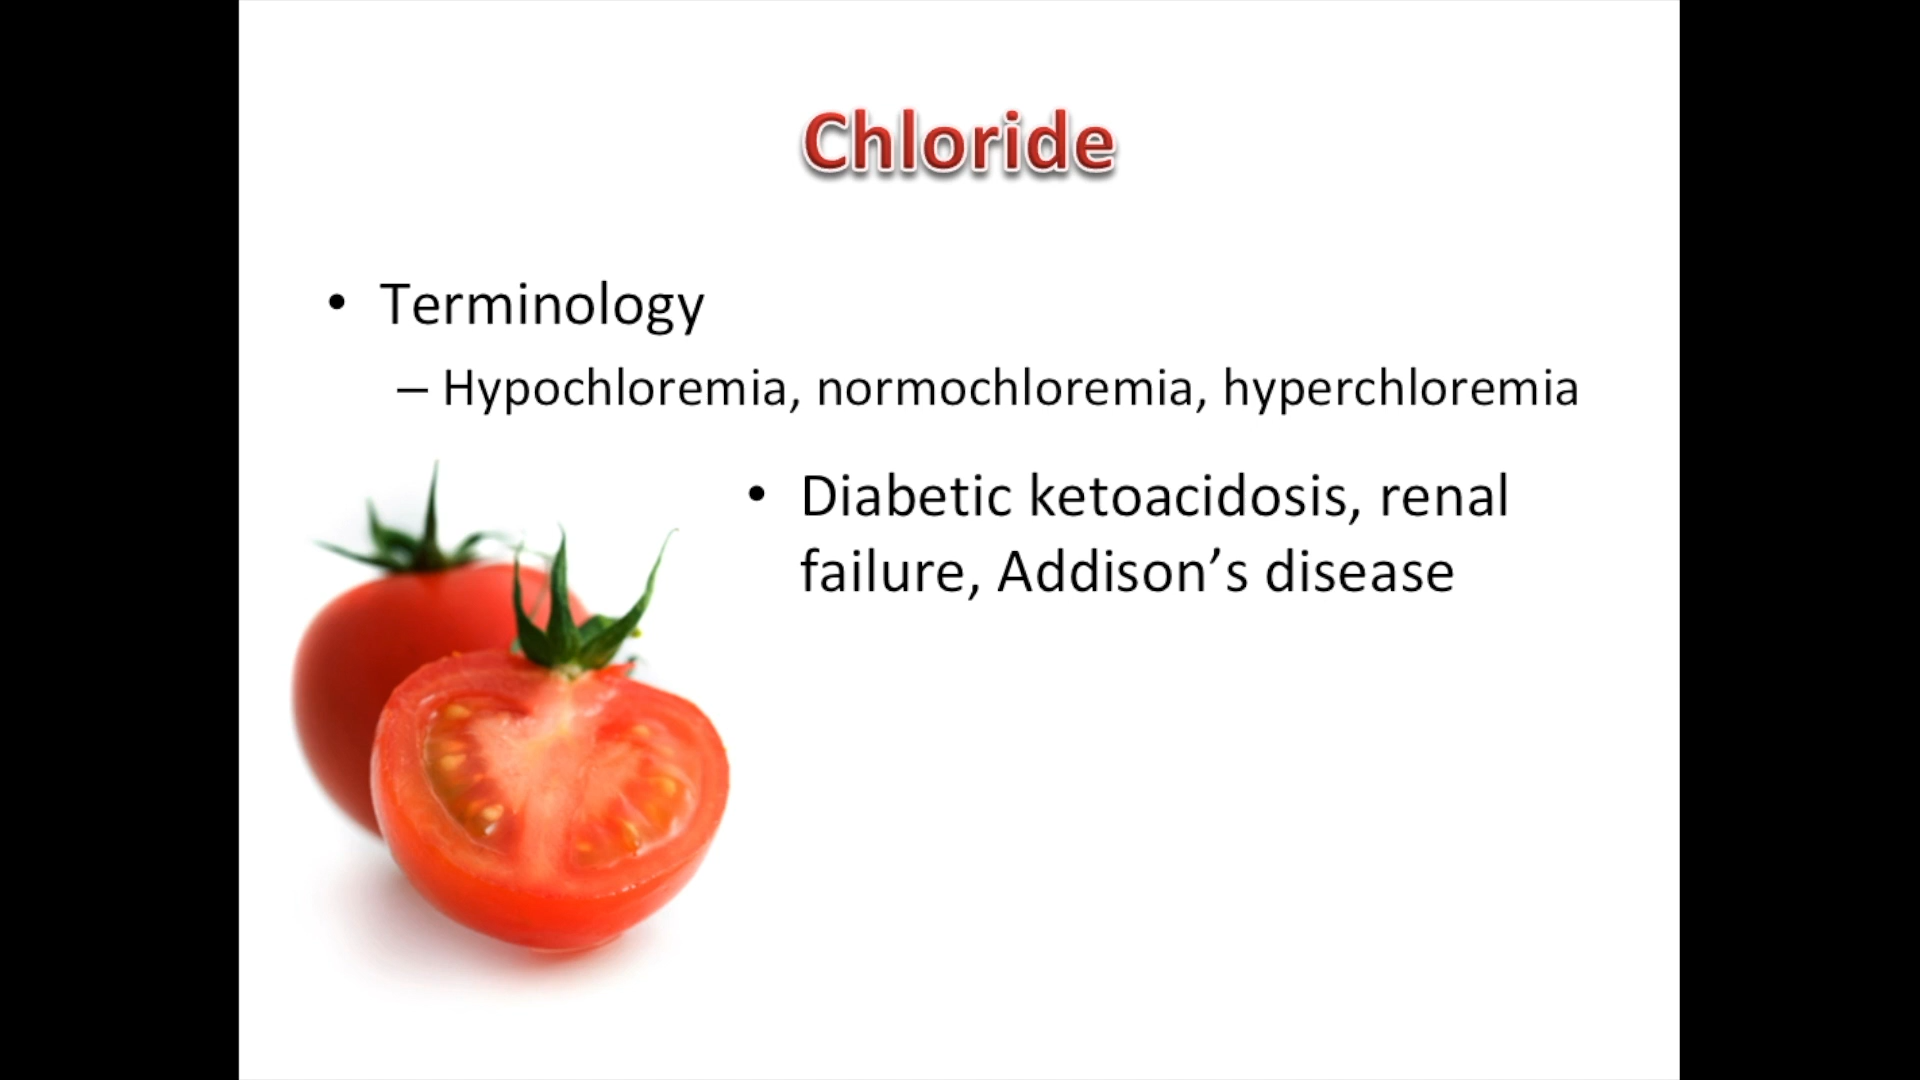 Chloride
• Terminology
– Hypochloremia, normochloremia, hyperchloremia
• Diabetic ketoacidosis, renal
failure, Addison’s disease